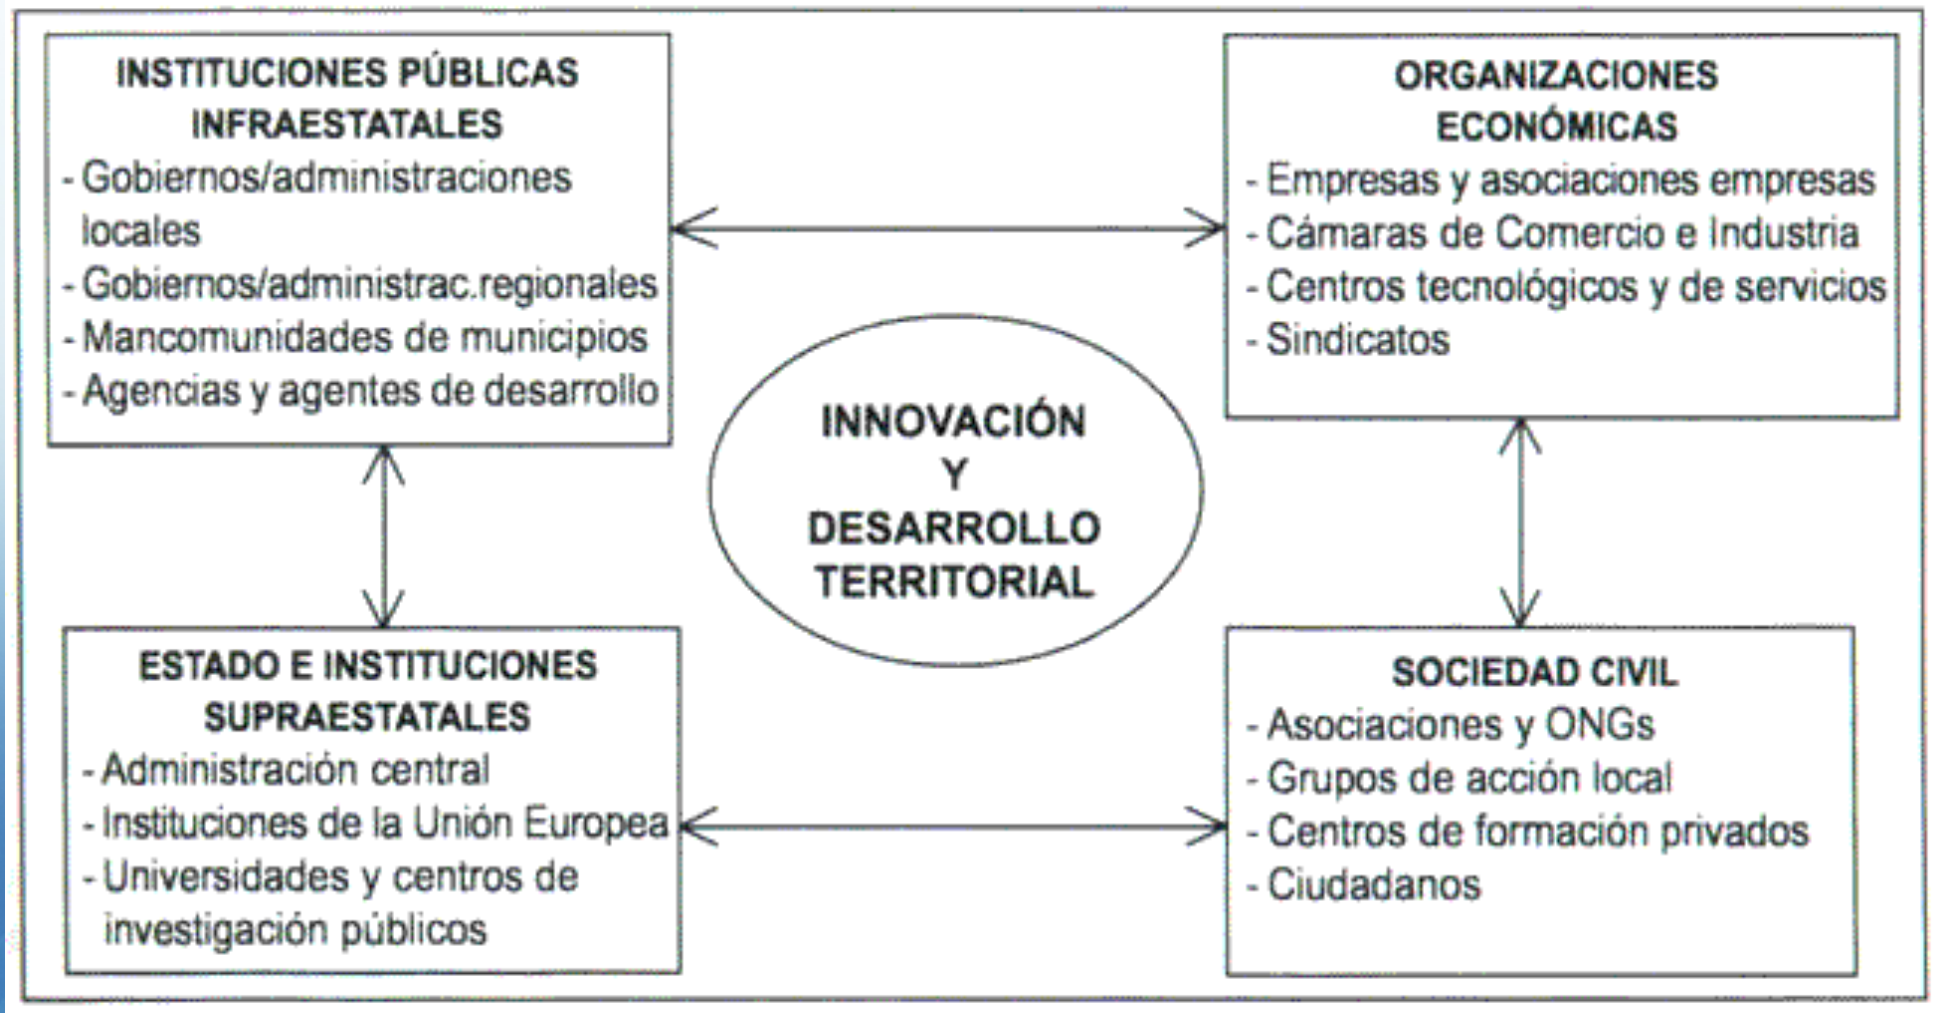 INSTITUCIONES PÚBLICAS
INFRAESTATALES
- Gobiernos/administraciones
locales
- Gobiernos/administrac.regionales
- Mancomunidades de municipios
- Agencias y agentes de desarrollo
ORGANIZACIONES
ECONÓMICAS
- Empresas y asociaciones empresas
- Cámaras de Comercio e Industria
- Centros tecnológicos y de servicios
- Sindicatos
INNOVACIÓN
Y
DESARROLLO
TERRITORIAL
ESTADO E INSTITUCIONES
SUPRAESTATALES
- Administración central
- Instituciones de la Unión Europea
- Universidades y centros de
investigación públicos
SOCIEDAD CIVIL
- Asociaciones y ONGs
- Grupos de acción local
- Centros de formación privados
- Ciudadanos